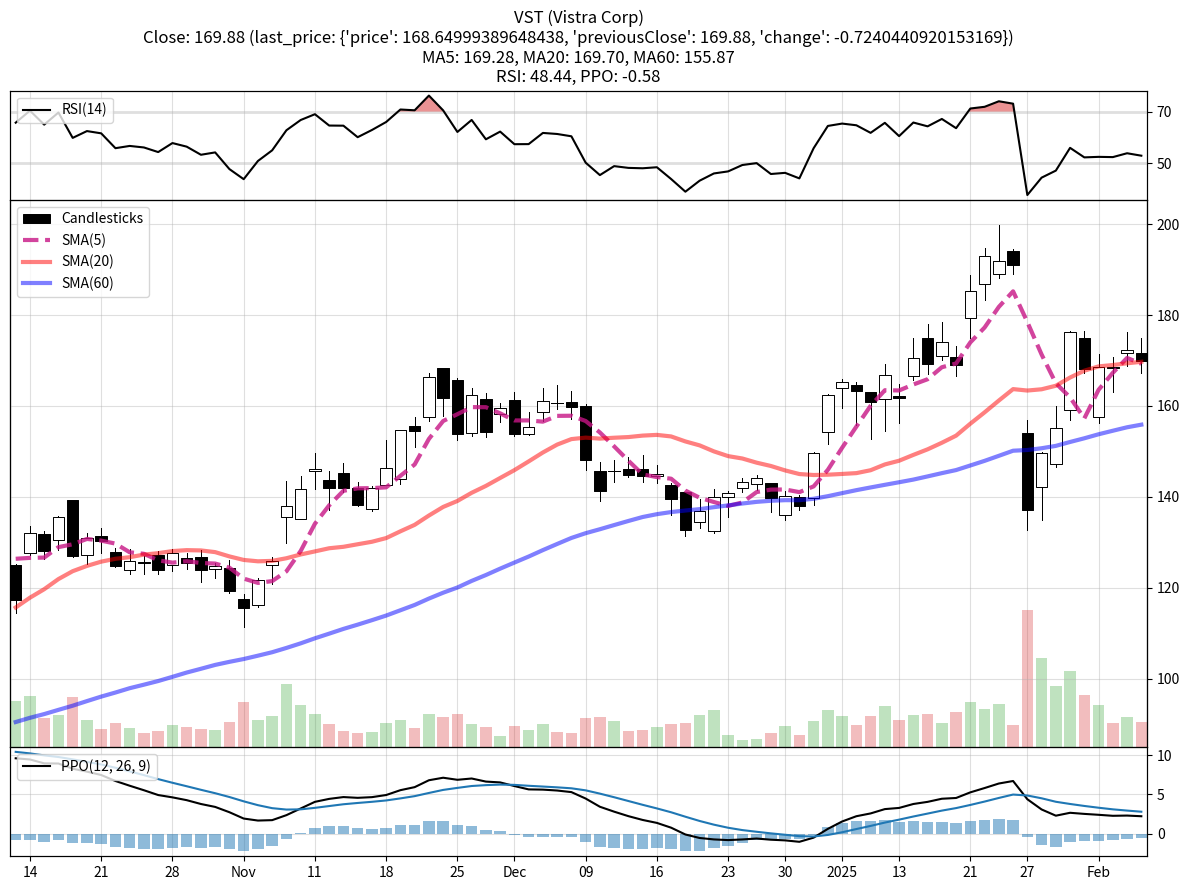 VST (Vistra Corp)
Close: 169.88 (last_price: {'price': 168.64999389648438, 'previousClose': 169.88, 'change': -0.7240440920153169})
MA5: 169.28, MA20: 169.70, MA60: 155.87
RSI: 48.44, PPO: -0.58
RSI(14)
70
50
Candlesticks
SMA(5)
SMA(20)
SMA(60)
200
180
160
140
120
100
PPO(12, 26, 9)
10
5
0
14 21 28 Nov 11 18 25 Dec 09 16 23 30 2025 13 21 27 Feb